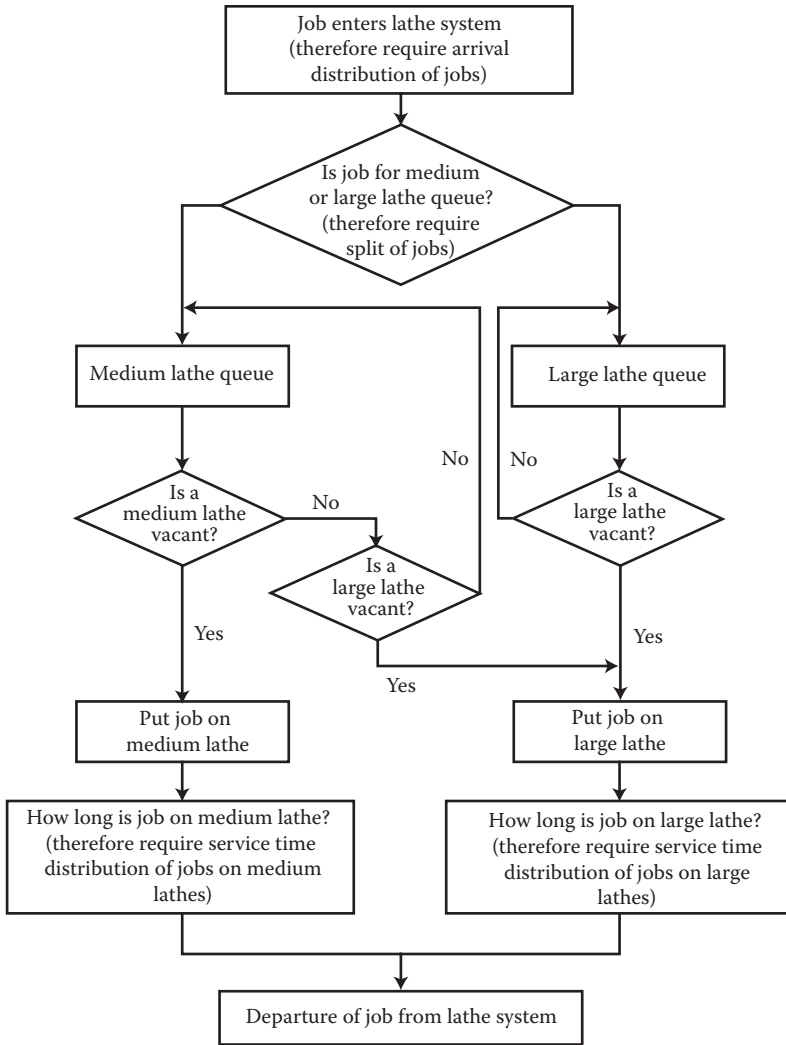 Job enters lathe system
(therefore require arrival
distribution of jobs)
Is job for medium
or large lathe queue?
(therefore require
split of jobs)
Medium lathe queue
Large lathe queue
No
No
Is a
medium lathe
vacant?
No
Is a
large lathe
vacant?
Is a
large lathe
vacant?
Yes
Yes
Yes
Put job on
medium lathe
Put job on
large lathe
How long is job on medium lathe?
(therefore require service time
distribution of jobs on medium
lathes)
How long is job on large lathe?
(therefore require service time
distribution of jobs on large
lathes)
Departure of job from lathe system